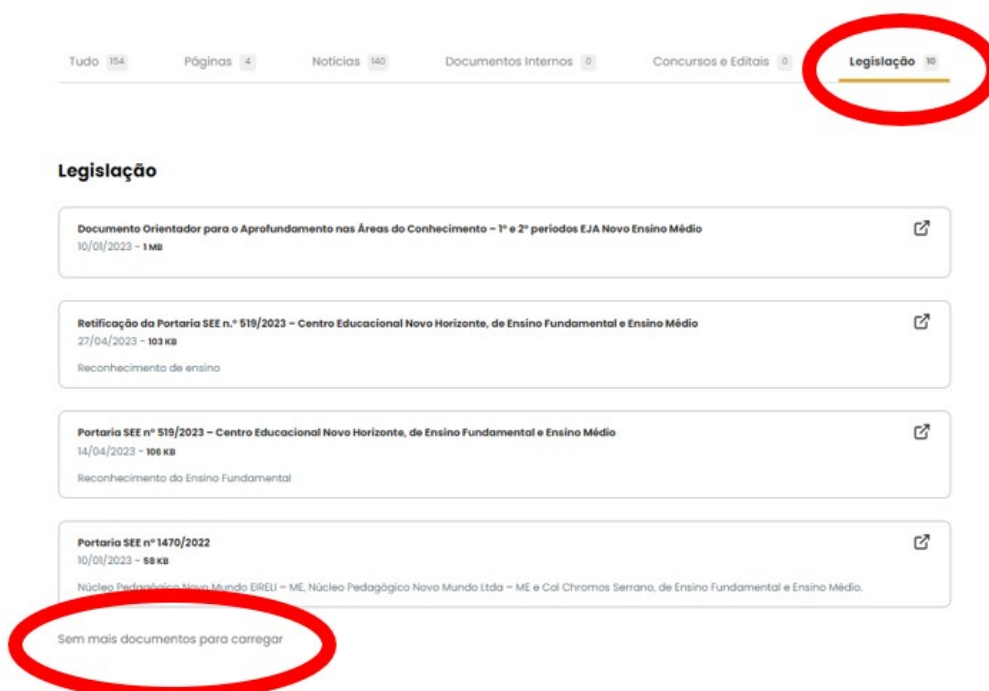 Tudo 154 Páginas 4 Notícias 140 Documentos Internos 0 Concursos e Editais 0 Legislação 10
Legislação
Documento Orientador para o Aprofundamento nas Áreas do Conhecimento – 1º e 2º períodos EJA Novo Ensino Médio
10/01/2023 – 1 MB
Retificação da Portaria SEE n.º 519/2023 – Centro Educacional Novo Horizonte, de Ensino Fundamental e Ensino Médio
27/04/2023 – 103 KB
Reconhecimento de ensino
Portaria SEE nº 519/2023 – Centro Educacional Novo Horizonte, de Ensino Fundamental e Ensino Médio
14/04/2023 – 106 KB
Reconhecimento do Ensino Fundamental
Portaria SEE nº 1470/2022
10/01/2023 – 58 KB
Núcleo Pedagógico Novo Mundo EIRELI – ME, Núcleo Pedagógico Novo Mundo Ltda – ME e Col Chromos Serrano, de Ensino Fundamental e Ensino Médio.
Sem mais documentos para carregar